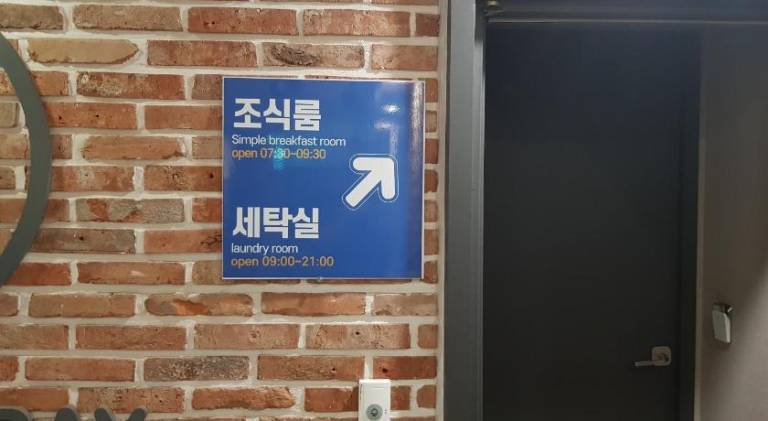 조식룸
Simple breakfast room
open 07:30~09:30
세탁실
laundry room
open 09:00~21:00